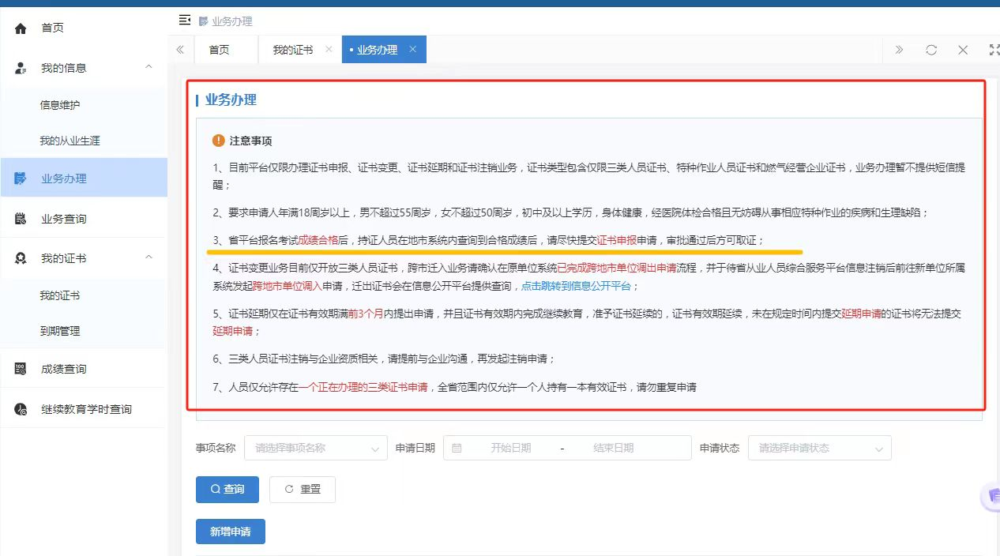 首页
我的信息
信息维护
我的从业生涯
业务办理
业务查询
我的证书
我的证书
到期管理
成绩查询
继续教育学时查询
业务办理
首页
我的证书
业务办理
业务办理
注意事项
1、目前平台仅限办理证书申报、证书变更、证书延期和证书注销业务，证书类型包含仅限三类人员证书、特种作业人员证书和燃气经营企业证书，业务办理暂不提供短信提
醒；
2、要求申请人年满18周岁以上，男不超过55周岁，女不超过50周岁，初中及以上学历，身体健康，经医院体检合格且无妨碍从事相应特种作业的疾病和生理缺陷；
3、省平台报名考试成绩合格后，持证人员在地市系统内查询到合格成绩后，请尽快提交证书申报申请，审批通过后方可取证；
4、证书变更业务目前仅开放三类人员证书，跨市迁入业务请确认在原单位系统已完成跨地市单位调出申请流程，并于待省从业人员综合服务平台信息注销后前往新单位所属
系统发起跨地市单位调入申请，迁出证书会在信息公开平台提供查询，点击跳转到信息公开平台；
5、证书延期仅在证书有效期满前3个月内提出申请，并且证书有效期内完成继续教育，准予证书延续的，证书有效期延续，未在规定时间内提交延期申请的证书将无法提交
延期申请；
6、三类人员证书注销与企业资质相关，请提前与企业沟通，再发起注销申请；
7、人员仅允许存在一个正在办理的三类证书申请，全省范围内仅允许一个人持有一本有效证书，请勿重复申请
事项名称 请选择事项名称 申请日期 开始日期 - 结束日期 申请状态 请选择申请状态
查询 重置
新增申请